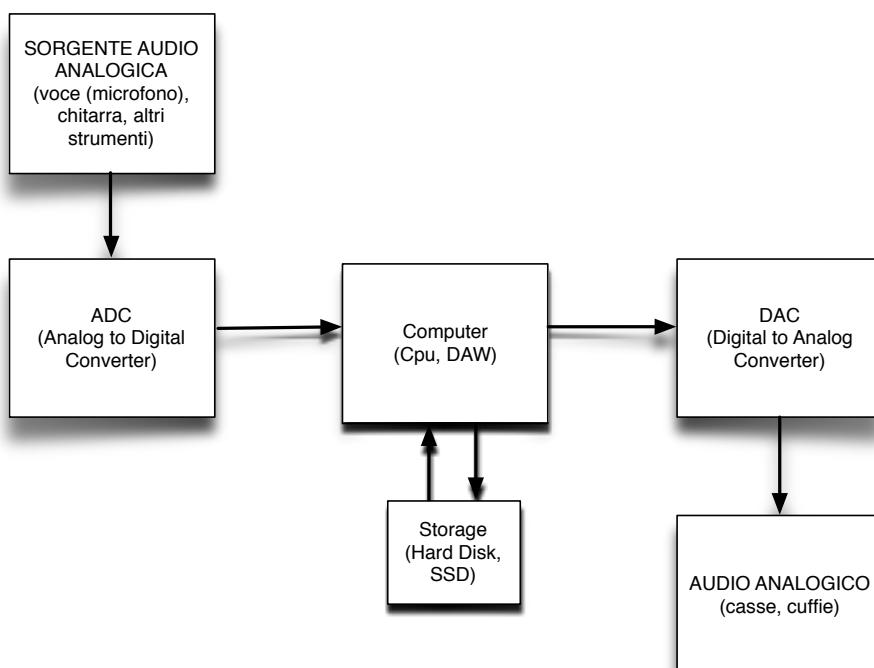 SORGENTE AUDIO
ANALOGICA
(voce (microfono),
chitarra, altri
strumenti)
ADC
(Analog to Digital
Converter)
Computer
(Cpu, DAW)
DAC
(Digital to Analog
Converter)
Storage
(Hard Disk,
SSD)
AUDIO ANALOGICO
(casse, cuffie)